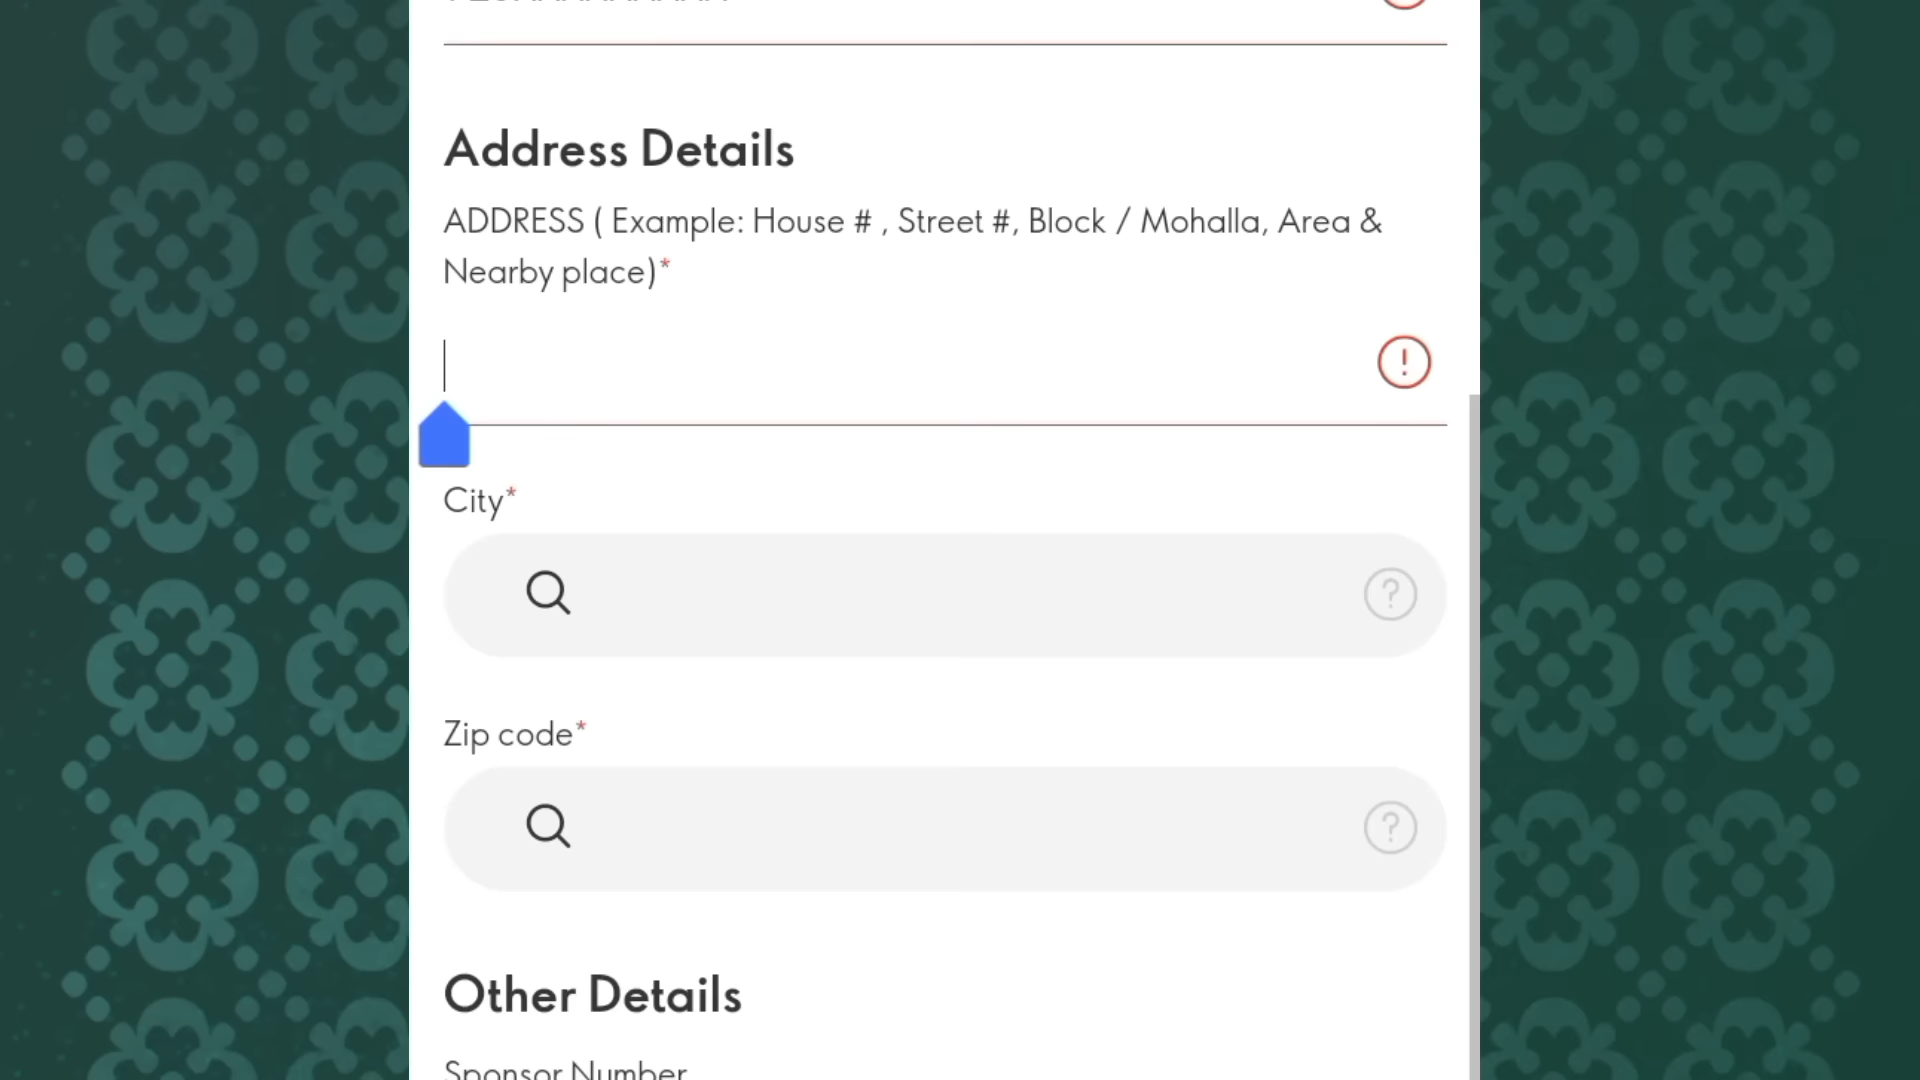 Address Details
ADDRESS ( Example: House # , Street #, Block / Mohalla, Area &
Nearby place)*
City*
Zip code*
Other Details
Sponsor Number